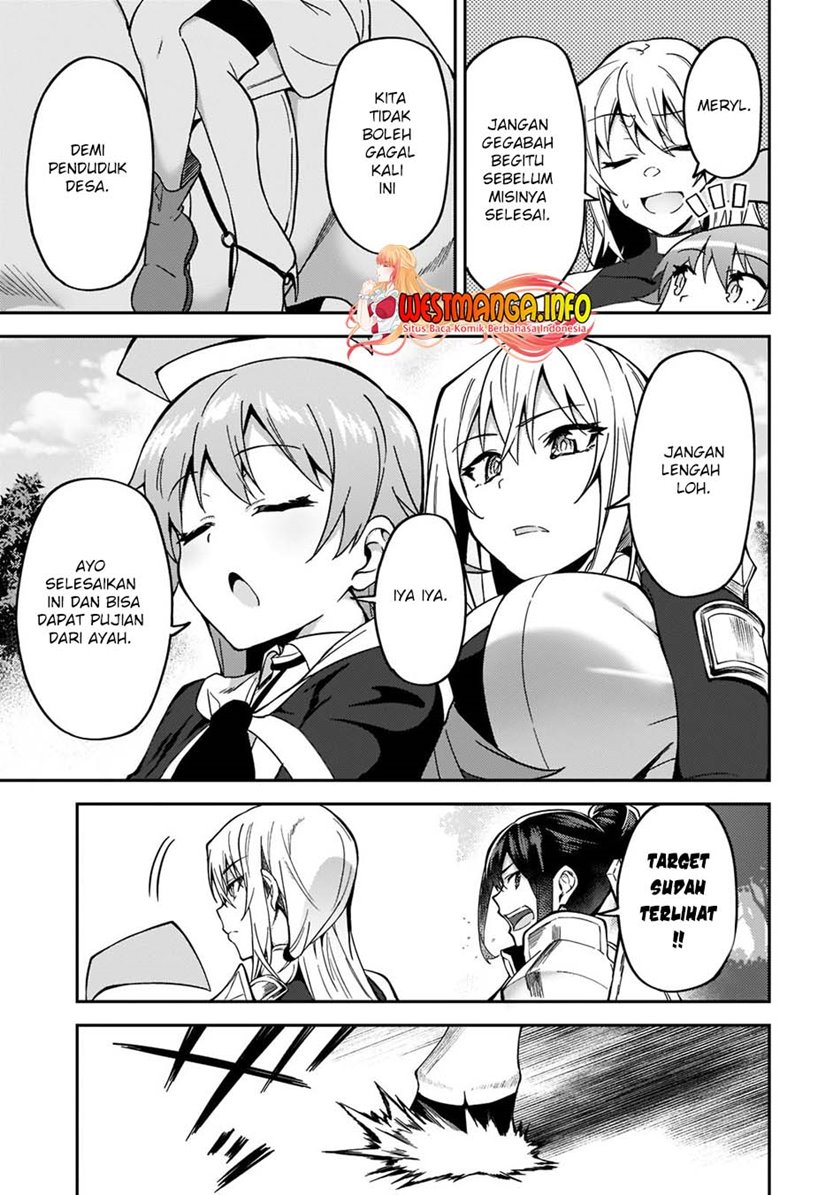 MERYL.
JANGAN
GEGABAH
BEGITU
SEBELUM
MISINYA
SELESAI.
KITA
TIDAK
BOLEH
GAGAL
KALI
INI
DEMI
PENDUDUK
DESA.
WESTMANGA.INFO
Situs Baca Komik Berbahasa Indonesia
JANGAN
LENGAH
LOH.
IYA IYA.
AYO
SELESAIKAN
INI DAN BISA
DAPAT PUJIAN
DARI AYAH.
TARGET
SUDAH
TERLIHAT
!!